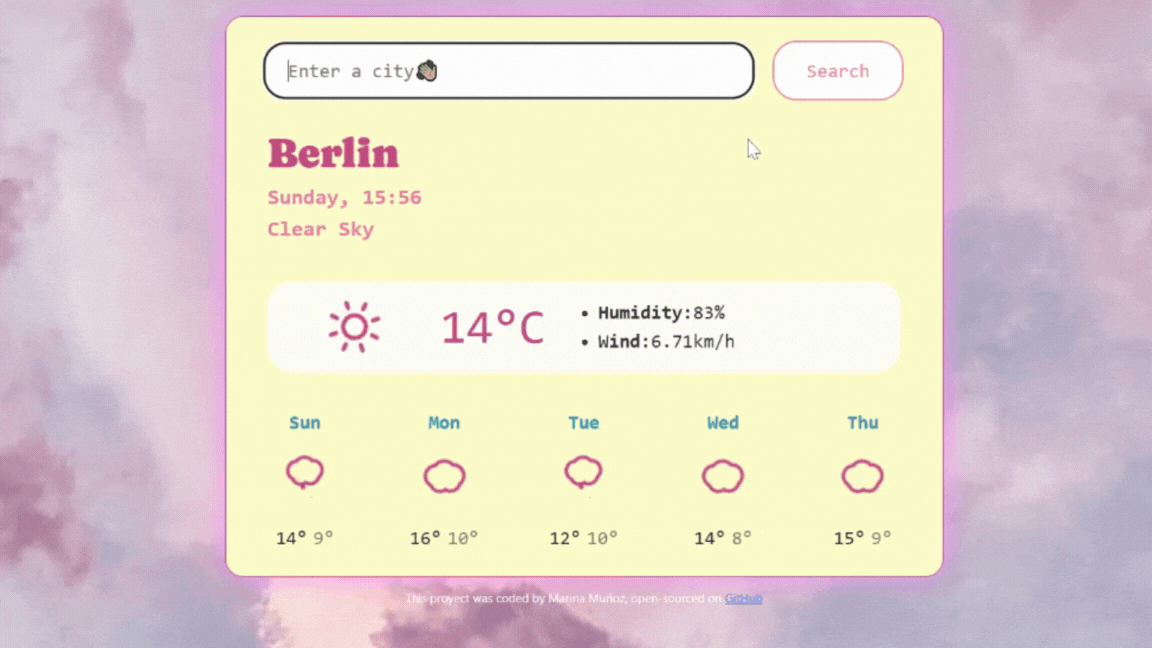 Enter a city
Search
Berlin
Sunday, 15:56
Clear Sky
14°C
Humidity:83%
Wind:6.71km/h
Sun Mon Tue Wed Thu
14° 9° 16° 10° 12° 10° 14° 8° 15° 9°
This proyect was coded by Marina Muñoz, open-sourced on GitHub